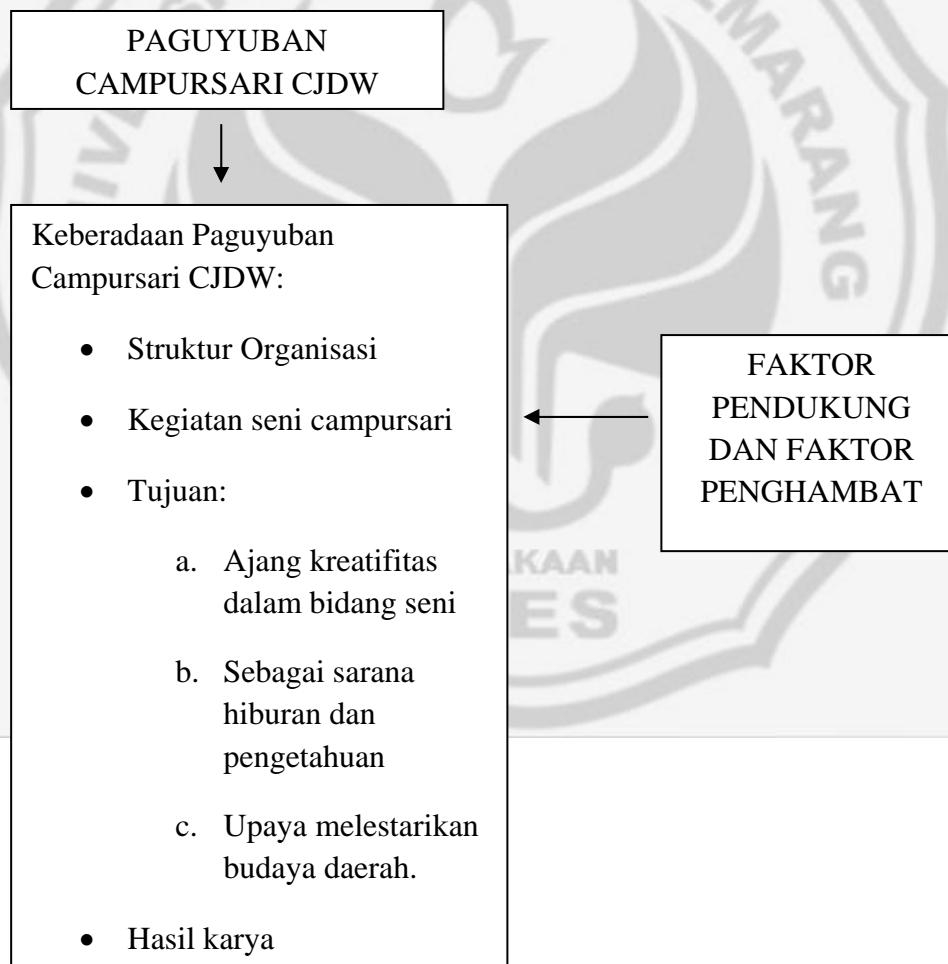 PAGUYUBAN
CAMPURSARI CJDW
Keberadaan Paguyuban
Campursari CJDW:
• Struktur Organisasi
• Kegiatan seni campursari
• Tujuan:
a. Ajang kreatifitas
dalam bidang seni
b. Sebagai sarana
hiburan dan
pengetahuan
c. Upaya melestarikan
budaya daerah.
• Hasil karya
FAKTOR
PENDUKUNG
DAN FAKTOR
PENGHAMBAT